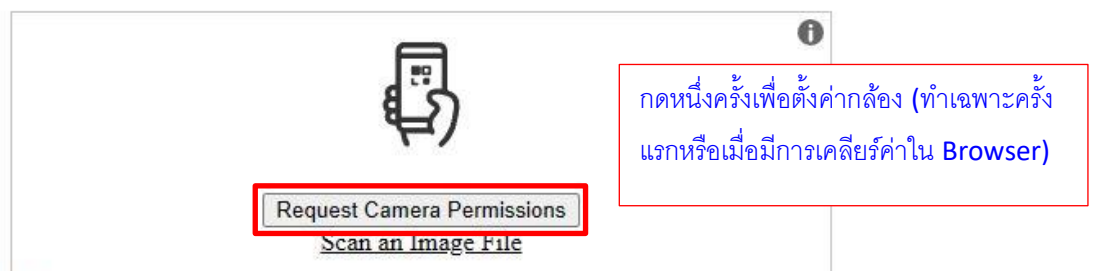 กดหนึ่งครั้งเพื่อตั้งค่ากล้อง (ทำเฉพาะครั้ง
แรกหรือเมื่อมีการเคลียร์ค่าใน Browser)
Request Camera Permissions
Scan an Image File